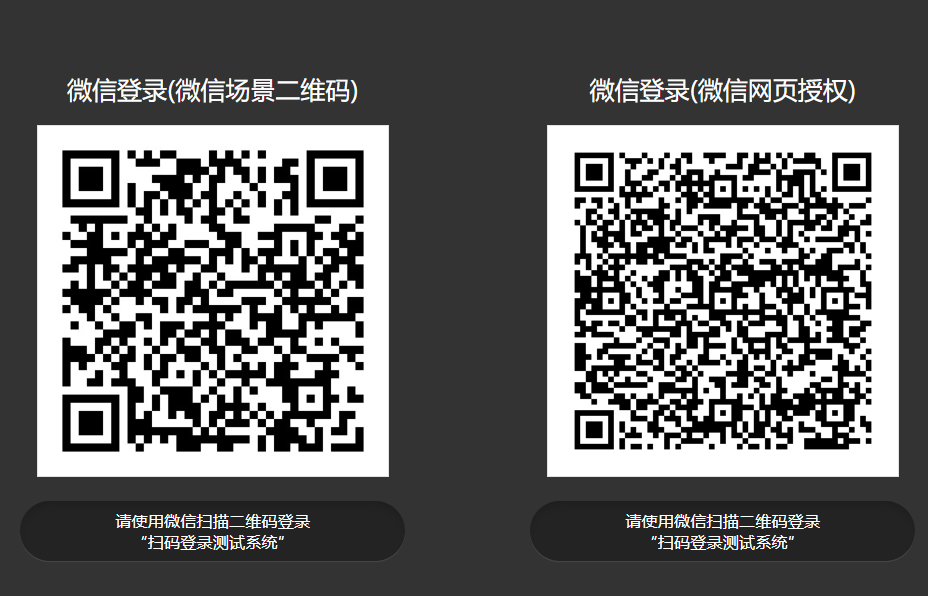 微信登录(微信场景二维码)
微信登录(微信网页授权)
请使用微信扫描二维码登录
“扫码登录测试系统”
请使用微信扫描二维码登录
“扫码登录测试系统”